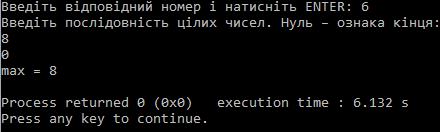 Введіть відповідний номер і натисніть ENTER: 6
Введіть послідовність цілих чисел. Нуль – ознака кінця:
8
0
max = 8
Process returned 0 (0x0)   execution time : 6.132 s
Press any key to continue.